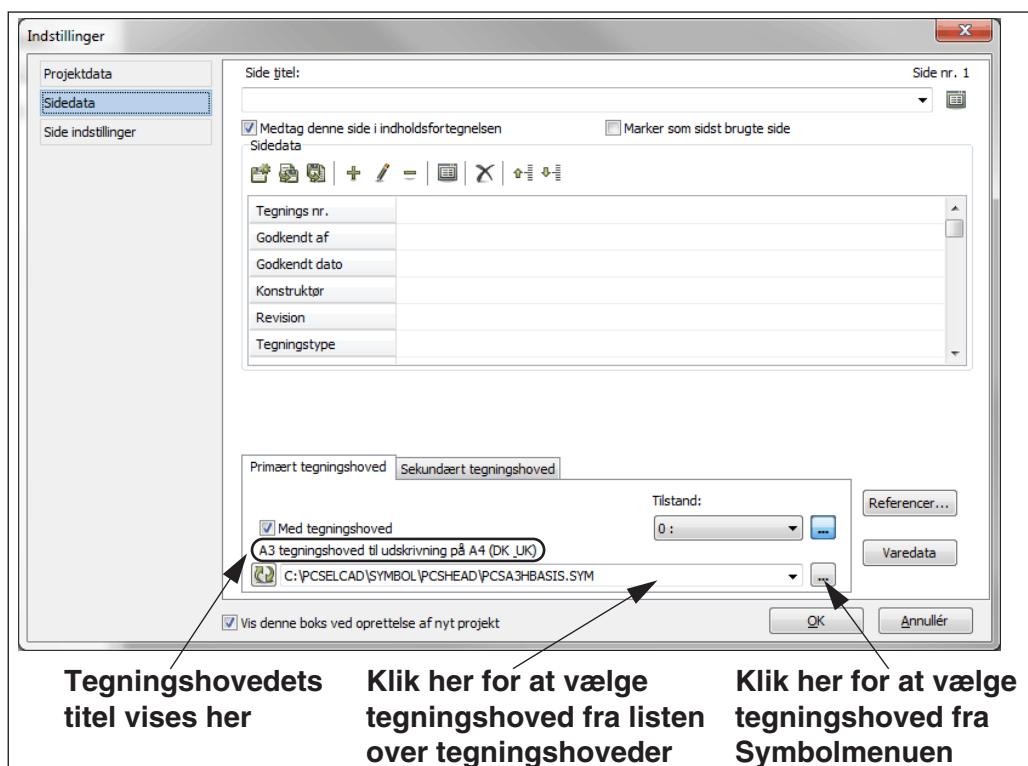 Indstillinger
Projektdata
Sidedata
Side indstillinger
Side titel:
Side nr. 1
Medtag denne side i indholdsfortegnelsen
Marker som sidst brugte side
Sidedata
Tegnings nr.
Godkendt af
Godkendt dato
Konstruktør
Revision
Tegningstype
Primært tegningshoved
Sekundært tegningshoved
Tilstand:
Med tegningshoved
0 :
...
Referencer...
A3 tegningshoved til udskrivning på A4 (DK_UK)
Varedata
C:\PCSELCAD\SYMBOL\PCSHEAD\PCSA3HBASIS.SYM
...
Vis denne boks ved oprettelse af nyt projekt
OK
Annullér
Tegningshovedets
titel vises her
Klik her for at vælge
tegningshoved fra listen
over tegningshoveder
Klik her for at vælge
tegningshoved fra
Symbolmenuen